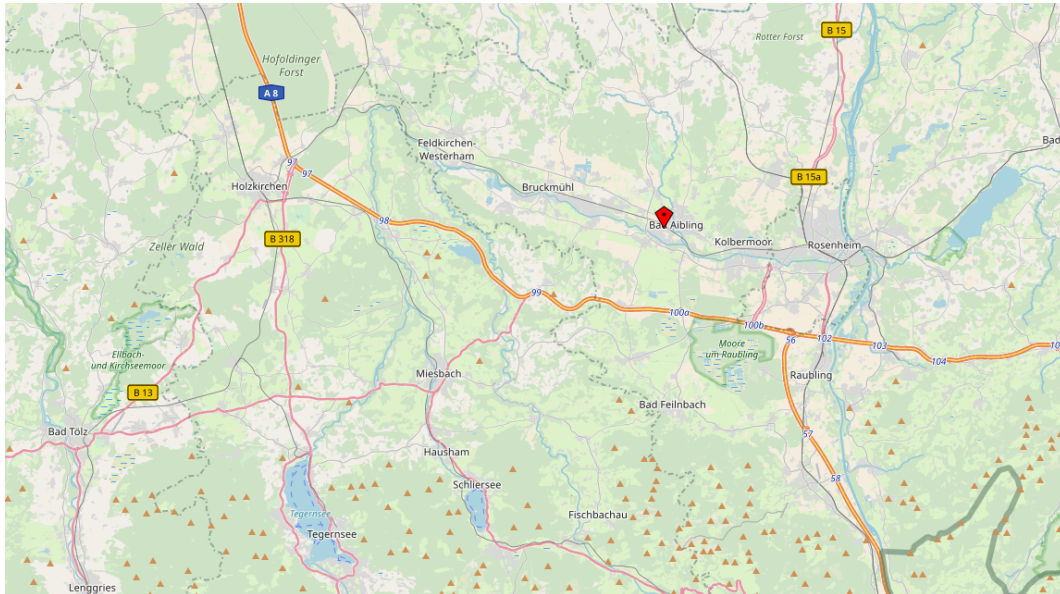 B 15
Rotter Forst
Hofoldinger
Forst
A 8
Feldkirchen-
Westerham
Bad
97
97
B 15a
Holzkirchen
Bruckmühl
98
Bad Aibling
B 318
Zeller Wald
Kolbermoor
Rosenheim
99
100a
100b
56
102
103
104
10
Moore
um Raubling
Ellbach-
und Kirchseemoor
Miesbach
Raubling
B 13
Bad Feilnbach
Bad Tölz
57
Hausham
58
Schliersee
Tegernsee
Fischbachau
Tegernsee
Lenggries